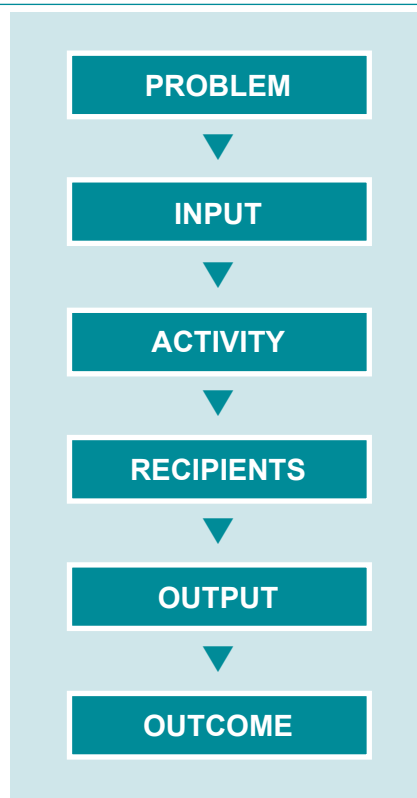 PROBLEM
INPUT
ACTIVITY
RECIPIENTS
OUTPUT
OUTCOME